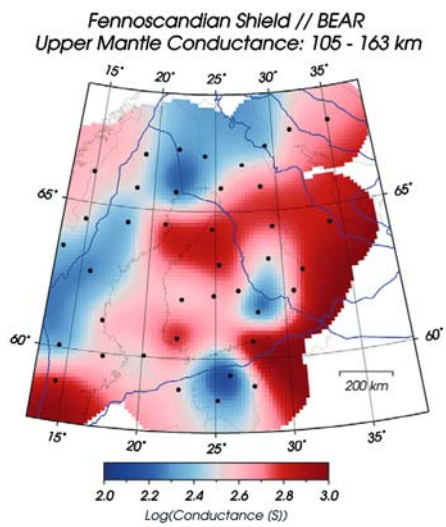 Fennoscandian Shield // BEAR
Upper Mantle Conductance: 105 - 163 km
15° 20° 25° 30° 35°
65° 65°
60° 60°
200 km
15° 20° 25° 30° 35°
2.0 2.2 2.4 2.6 2.8 3.0
Log(Conductance [S])